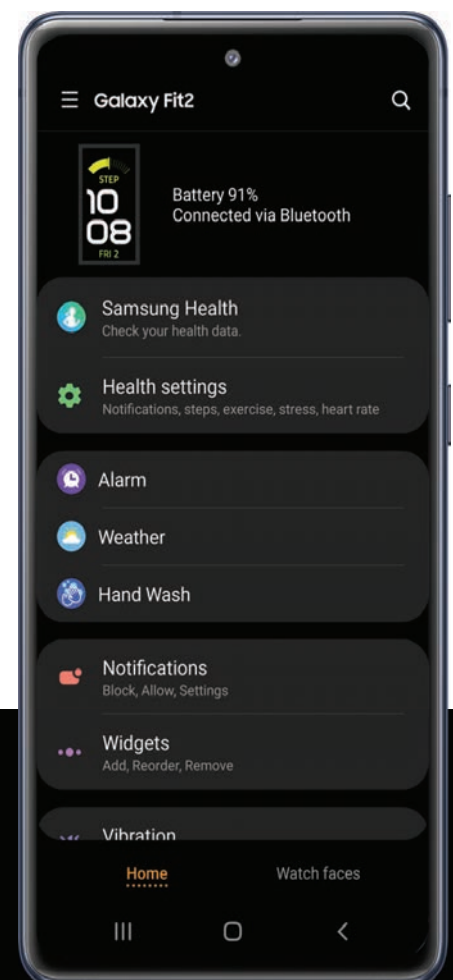 Galaxy Fit2
STEP
10
08
FRI 2
Battery 91%
Connected via Bluetooth
Samsung Health
Check your health data.
Health settings
Notifications, steps, exercise, stress, heart rate
Alarm
Weather
Hand Wash
Notifications
Block, Allow, Settings
Widgets
Add, Reorder, Remove
Vibration
Home
Watch faces